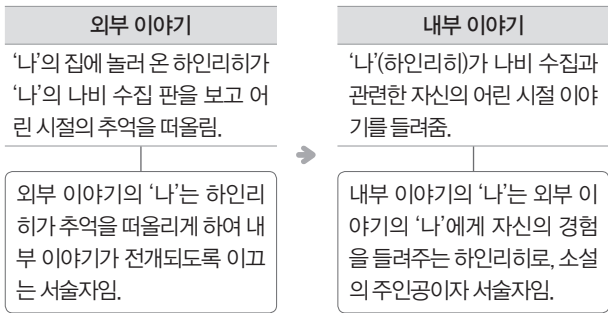 외부 이야기
'나'의 집에 놀러 온 하인리히가
'나'의 나비 수집 판을 보고 어
린 시절의 추억을 떠올림.
외부 이야기의 '나'는 하인리
히가 추억을 떠올리게 하여 내
부 이야기가 전개되도록 이끄
는 서술자임.
내부 이야기
'나'(하인리히)가 나비 수집과
관련한 자신의 어린 시절 이야
기를 들려줌.
내부 이야기의 '나'는 외부 이
야기의 '나'에게 자신의 경험
을 들려주는 하인리히로, 소설
의 주인공이자 서술자임.